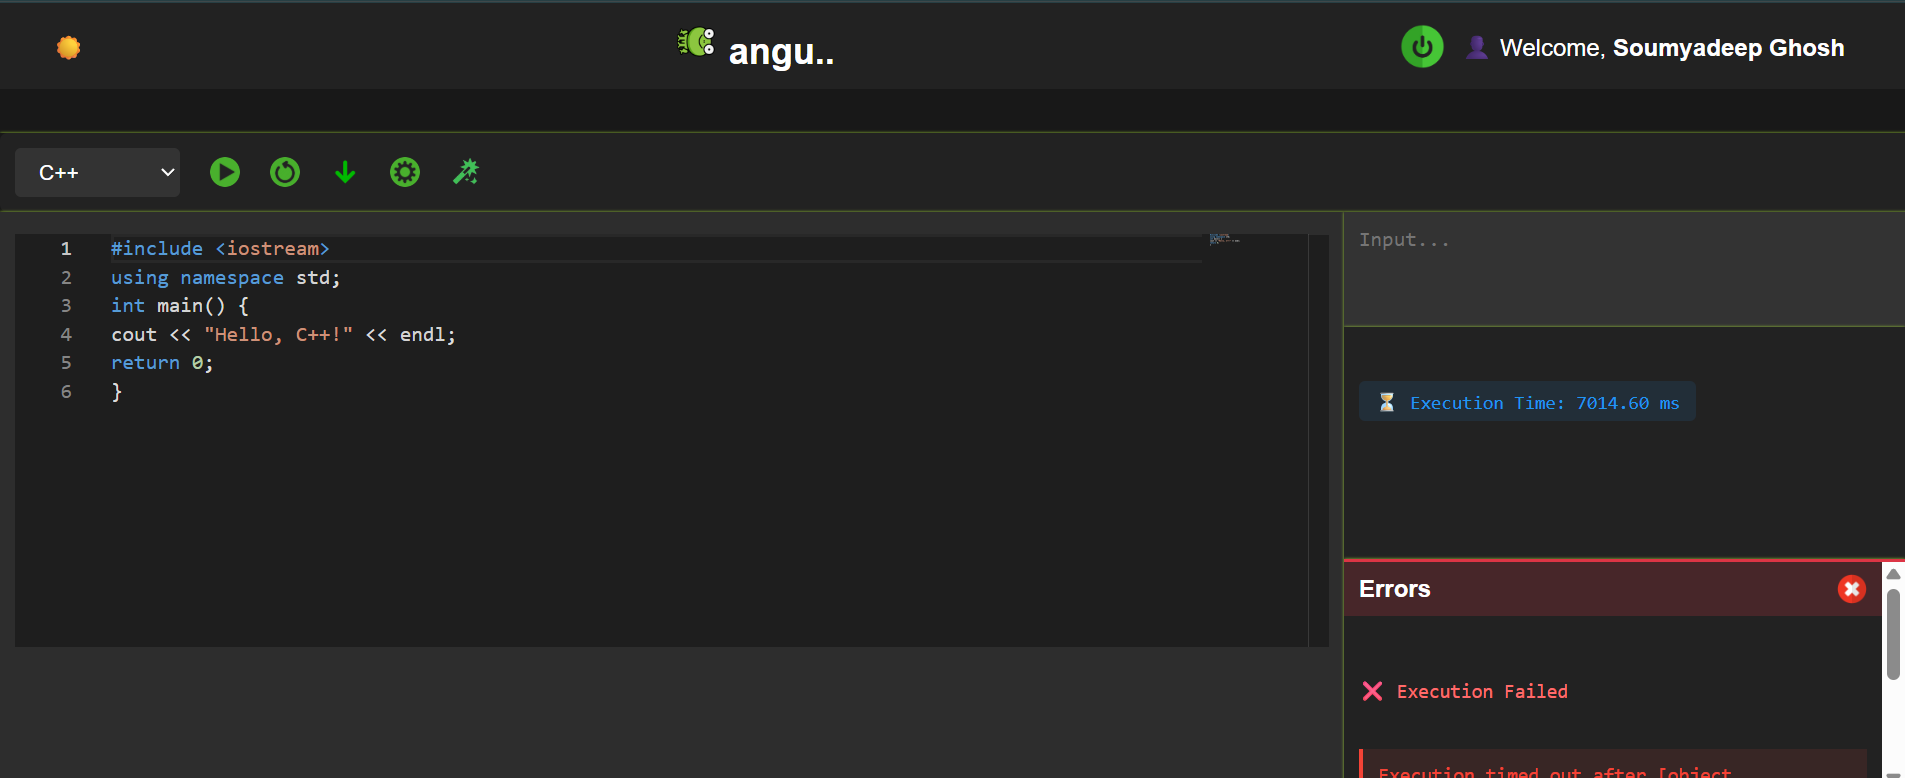 angu..
Welcome, Soumyadeep Ghosh
C++
1 #include <iostream>
2 using namespace std;
3 int main() {
4 cout << "Hello, C++!" << endl;
5 return 0;
6 }
Input...
Execution Time: 7014.60 ms
Errors
Execution Failed
Execution timed out after [object